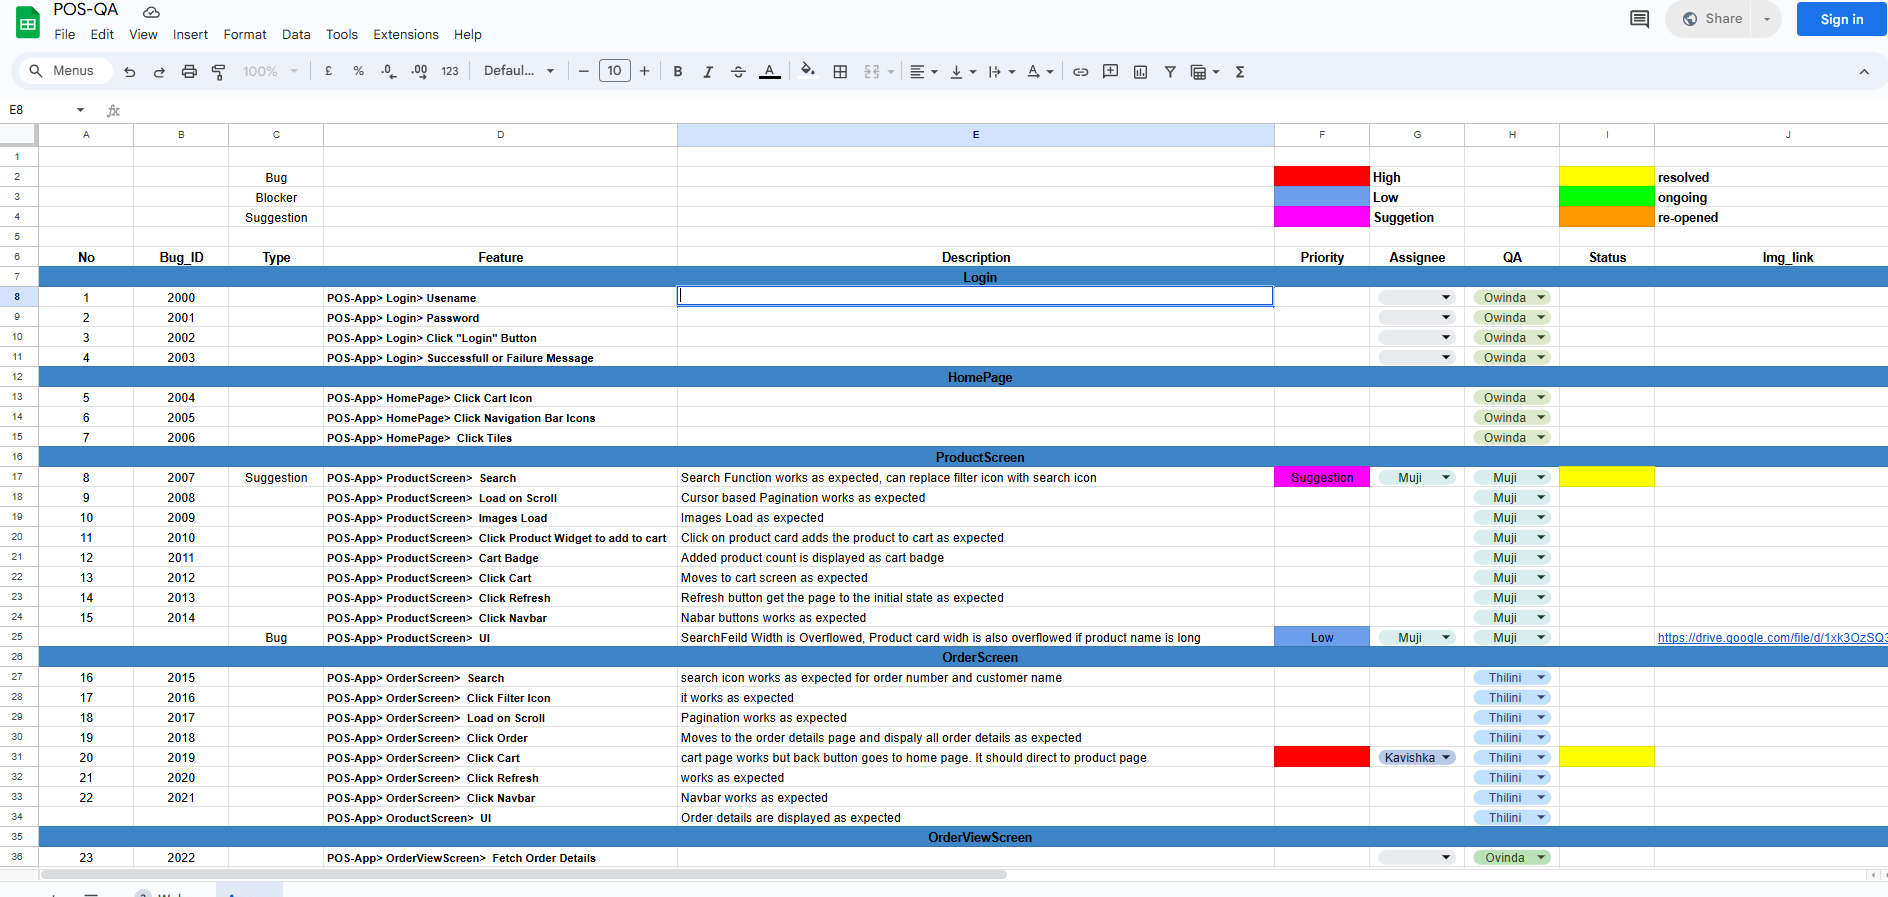 POS-QA
File Edit View Insert Format Data Tools Extensions Help
Share
Sign in
Menus 100% £ % .0 .00 123 Defaul... 10 B I A Σ
E8 fx
A B C D E F G H I J
1
2 Bug High resolved
3 Blocker Low ongoing
4 Suggestion Suggetion re-opened
5
6 No Bug_ID Type Feature Description Priority Assignee QA Status Img_link
7 Login
8 1 2000 POS-App> Login> Usename Owinda
9 2 2001 POS-App> Login> Password Owinda
10 3 2002 POS-App> Login> Click "Login" Button Owinda
11 4 2003 POS-App> Login> Successfull or Failure Message Owinda
12 HomePage
13 5 2004 POS-App> HomePage> Click Cart Icon Owinda
14 6 2005 POS-App> HomePage> Click Navigation Bar Icons Owinda
15 7 2006 POS-App> HomePage> Click Tiles Owinda
16 ProductScreen
17 8 2007 Suggestion POS-App> ProductScreen> Search Search Function works as expected, can replace filter icon with search icon Suggestion Muji Muji
18 9 2008 POS-App> ProductScreen> Load on Scroll Cursor based Pagination works as expected Muji
19 10 2009 POS-App> ProductScreen> Images Load Images Load as expected Muji
20 11 2010 POS-App> ProductScreen> Click Product Widget to add to cart Click on product card adds the product to cart as expected Muji
21 12 2011 POS-App> ProductScreen> Cart Badge Added product count is displayed as cart badge Muji
22 13 2012 POS-App> ProductScreen> Click Cart Moves to cart screen as expected Muji
23 14 2013 POS-App> ProductScreen> Click Refresh Refresh button get the page to the initial state as expected Muji
24 15 2014 POS-App> ProductScreen> Click Navbar Nabar buttons works as expected Muji
25 Bug POS-App> ProductScreen> UI SearchFeild Width is Overflowed, Product card widh is also overflowed if product name is long Low Muji Muji https://drive.google.com/file/d/1xk3OzSQ3
26 OrderScreen
27 16 2015 POS-App> OrderScreen> Search search icon works as expected for order number and customer name Thilini
28 17 2016 POS-App> OrderScreen> Click Filter Icon it works as expected Thilini
29 18 2017 POS-App> OrderScreen> Load on Scroll Pagination works as expected Thilini
30 19 2018 POS-App> OrderScreen> Click Order Moves to the order details page and dispaly all order details as expected Thilini
31 20 2019 POS-App> OrderScreen> Click Cart cart page works but back button goes to home page. It should direct to product page Kavishka Thilini
32 21 2020 POS-App> OrderScreen> Click Refresh works as expected Thilini
33 22 2021 POS-App> OrderScreen> Click Navbar Navbar works as expected Thilini
34 POS-App> OroductScreen> UI Order details are displayed as expected Thilini
35 OrderViewScreen
36 23 2022 POS-App> OrderViewScreen> Fetch Order Details Ovinda